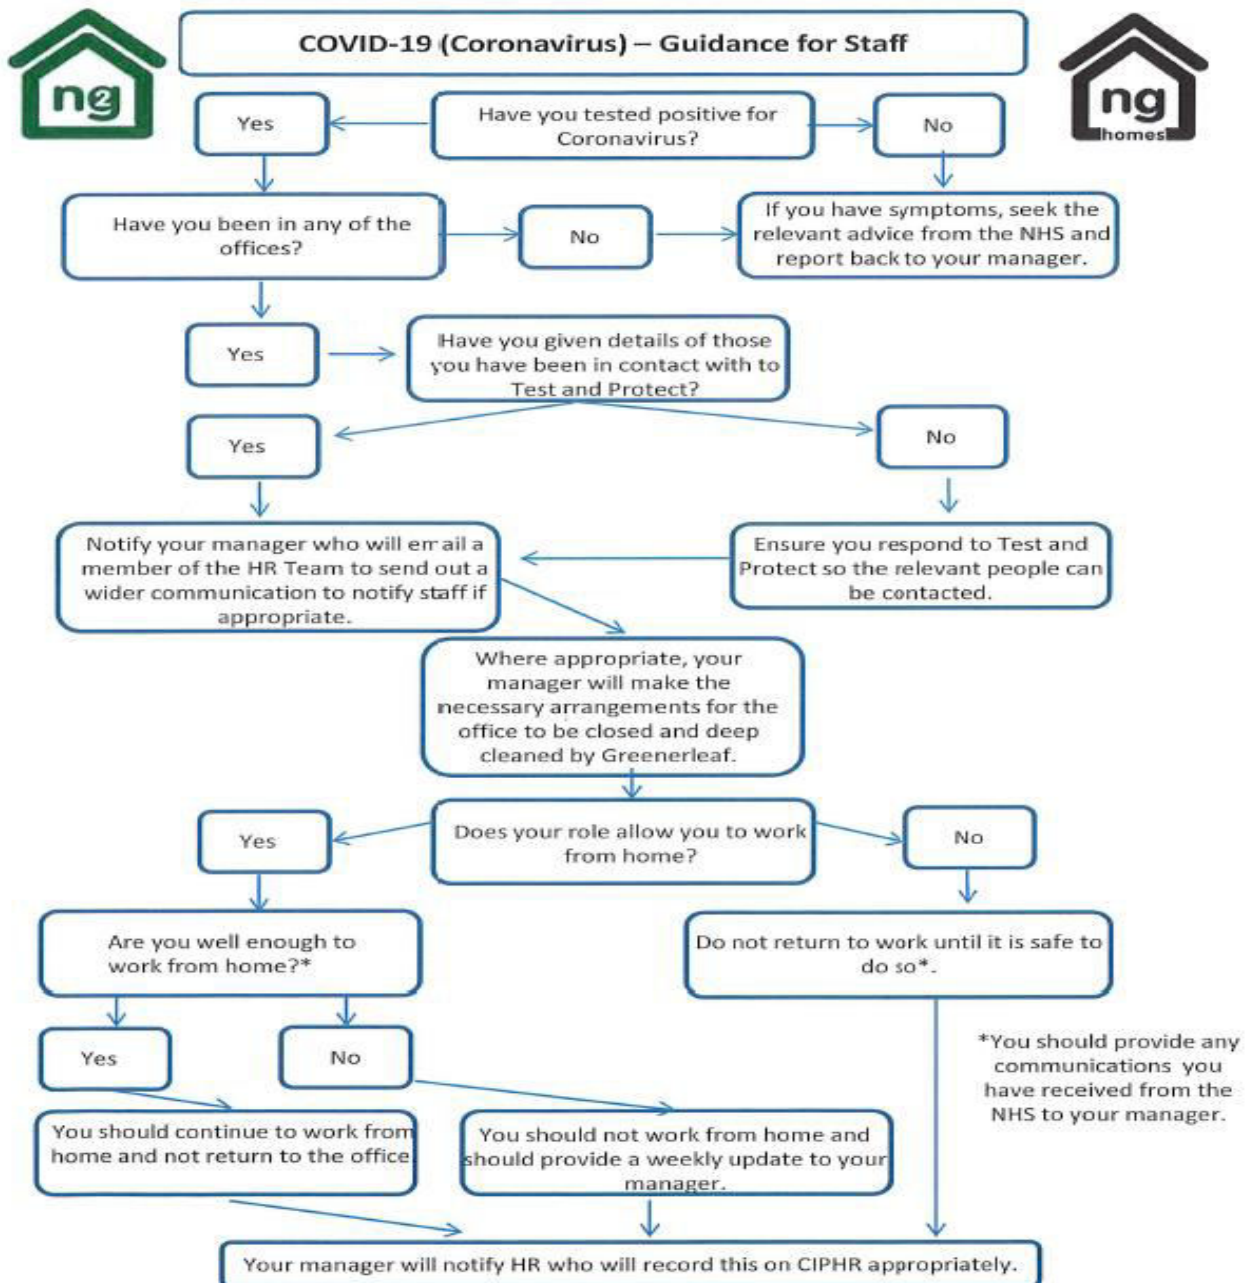 ng2
COVID-19 (Coronavirus) – Guidance for Staff
ng
homes
Yes
Have you tested positive for
Coronavirus?
No
Have you been in any of the
offices?
No
If you have symptoms, seek the
relevant advice from the NHS and
report back to your manager.
Yes
Have you given details of those
you have been in contact with to
Test and Protect?
Yes
No
Notify your manager who will email a
member of the HR Team to send out a
wider communication to notify staff if
appropriate.
Ensure you respond to Test and
Protect so the relevant people can
be contacted.
Where appropriate, your
manager will make the
necessary arrangements for the
office to be closed and deep
cleaned by Greenerleaf.
Yes
Does your role allow you to work
from home?
No
Are you well enough to
work from home?*
Do not return to work until it is safe to
do so*.
Yes
No
*You should provide any
communications you
have received from the
NHS to your manager.
You should continue to work from
home and not return to the office.
You should not work from home and
should provide a weekly update to your
manager.
Your manager will notify HR who will record this on CIPHR appropriately.